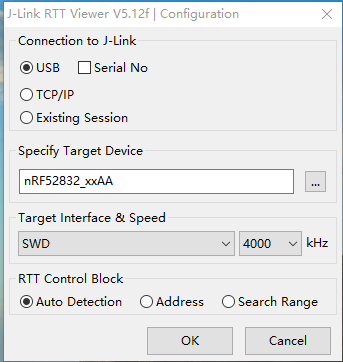 J-Link RTT Viewer V5.12f | Configuration
Connection to J-Link
USB Serial No
TCP/IP
Existing Session
Specify Target Device
nRF52832_xxAA ...
Target Interface & Speed
SWD 4000 kHz
RTT Control Block
Auto Detection Address Search Range
OK Cancel